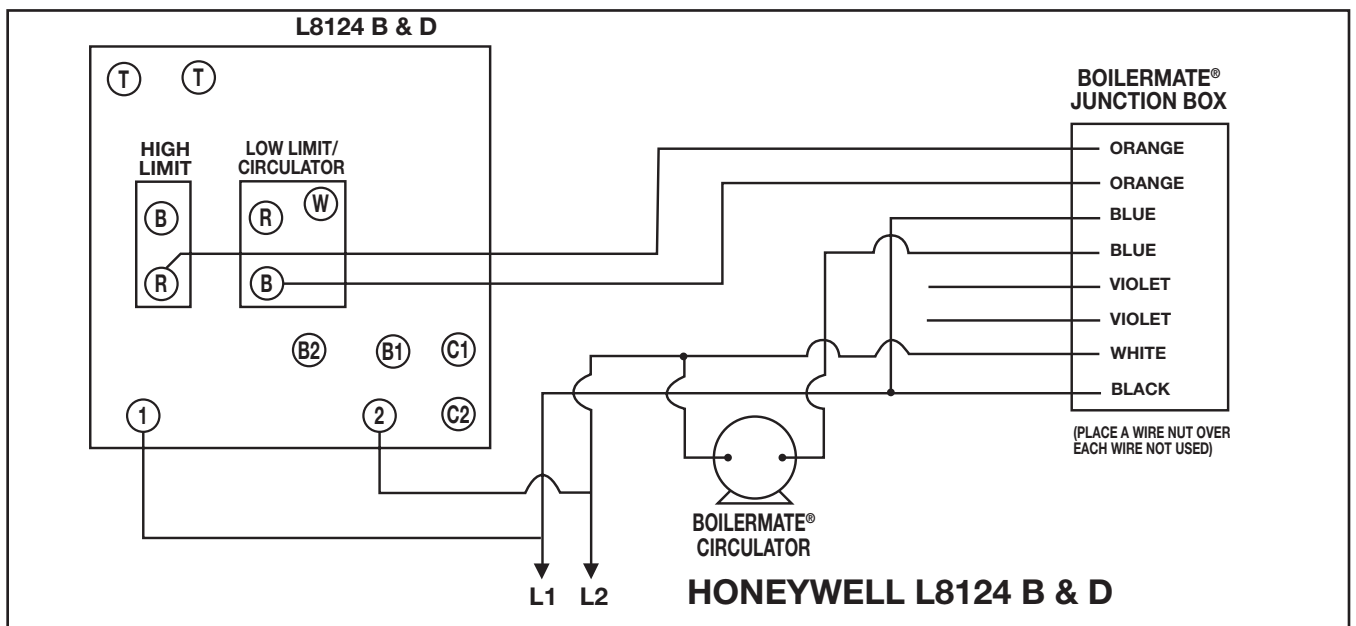 L8124 B & D
T T
HIGH
LIMIT
LOW LIMIT/
CIRCULATOR
B
R
R
W
B
B2
B1
C1
C2
1
2
BOILERMATE®
JUNCTION BOX
ORANGE
ORANGE
BLUE
BLUE
VIOLET
VIOLET
WHITE
BLACK
(PLACE A WIRE NUT OVER
EACH WIRE NOT USED)
BOILERMATE®
CIRCULATOR
L1 L2
HONEYWELL L8124 B & D